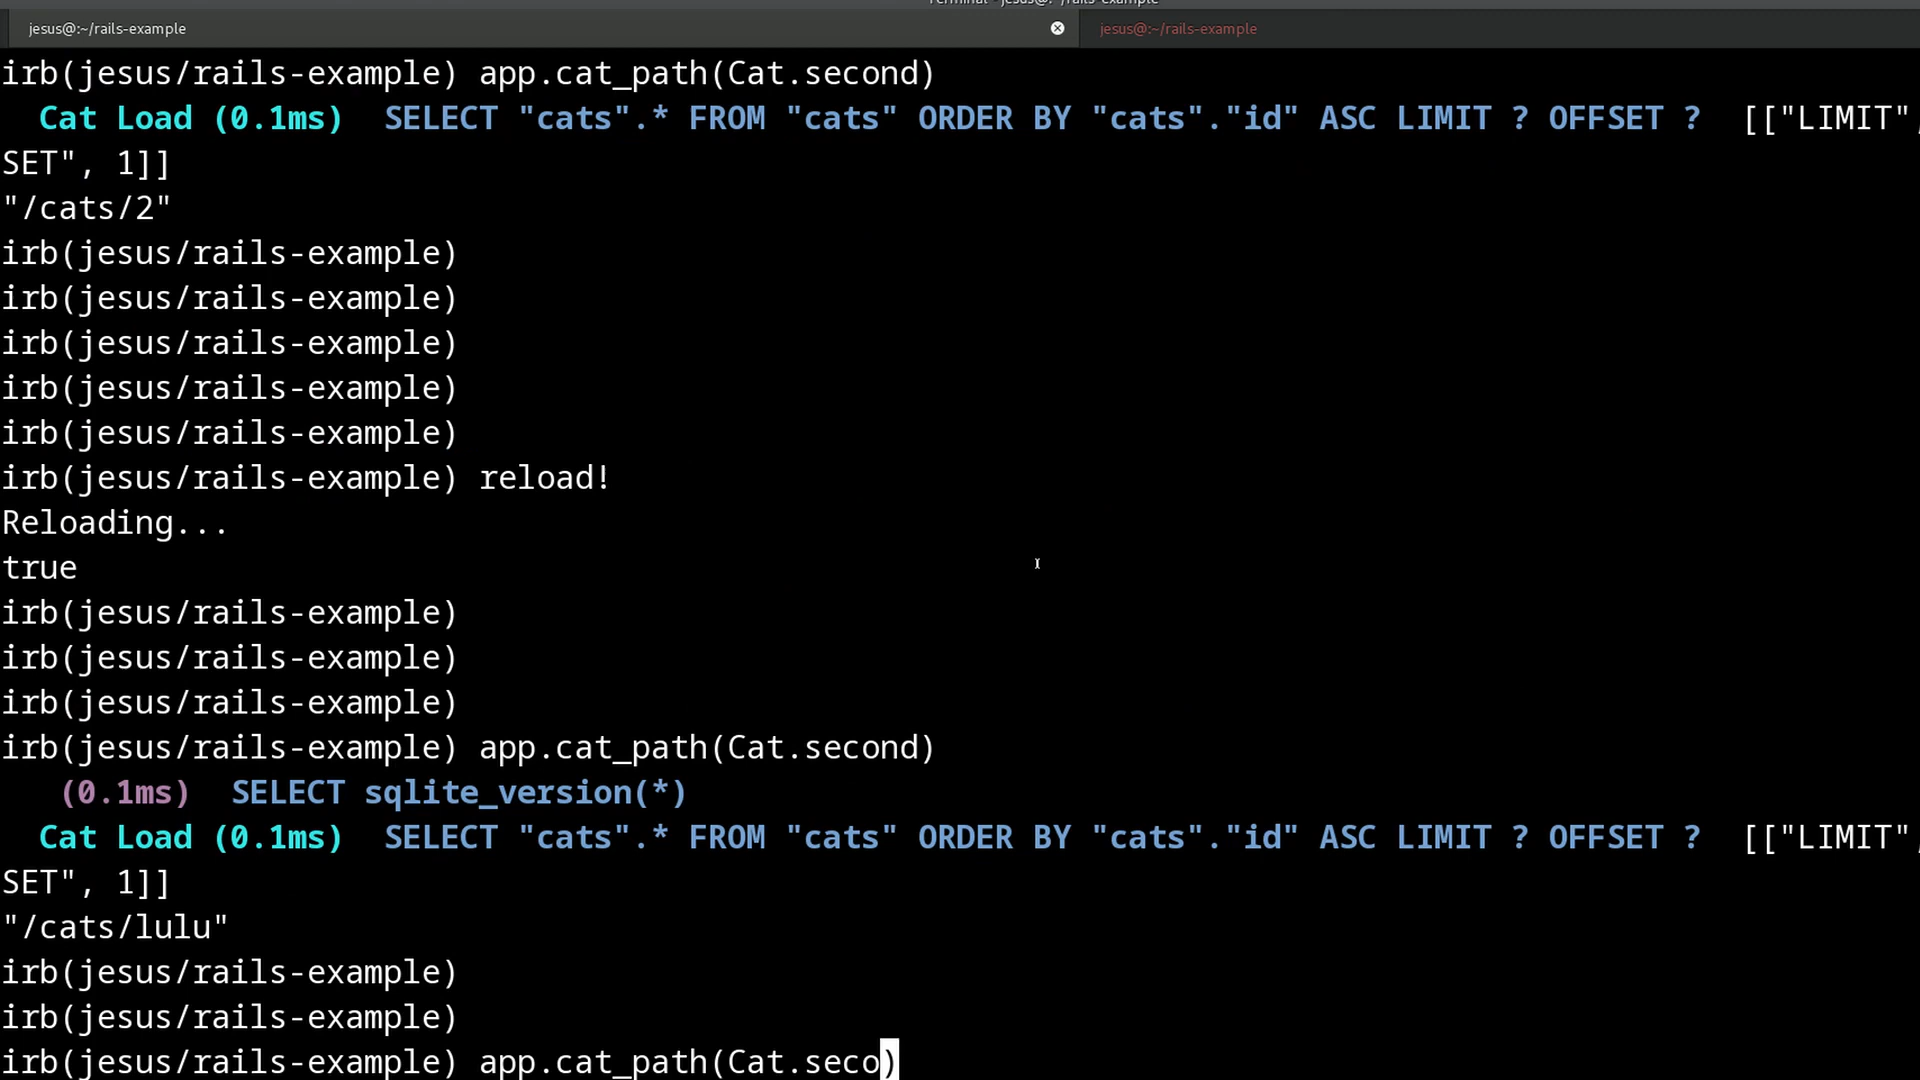 Terminal - jesus@:~/rails-example
jesus@:~/rails-example
jesus@:~/rails-example
irb(jesus/rails-example) app.cat_path(Cat.second)
Cat Load (0.1ms) SELECT "cats".* FROM "cats" ORDER BY "cats"."id" ASC LIMIT ? OFFSET ? [["LIMIT",
SET", 1]]
"/cats/2"
irb(jesus/rails-example)
irb(jesus/rails-example)
irb(jesus/rails-example)
irb(jesus/rails-example)
irb(jesus/rails-example)
irb(jesus/rails-example) reload!
Reloading...
true
irb(jesus/rails-example)
irb(jesus/rails-example)
irb(jesus/rails-example)
irb(jesus/rails-example) app.cat_path(Cat.second)
(0.1ms) SELECT sqlite_version(*)
Cat Load (0.1ms) SELECT "cats".* FROM "cats" ORDER BY "cats"."id" ASC LIMIT ? OFFSET ? [["LIMIT",
SET", 1]]
"/cats/lulu"
irb(jesus/rails-example)
irb(jesus/rails-example)
irb(jesus/rails-example) app.cat_path(Cat.seco)